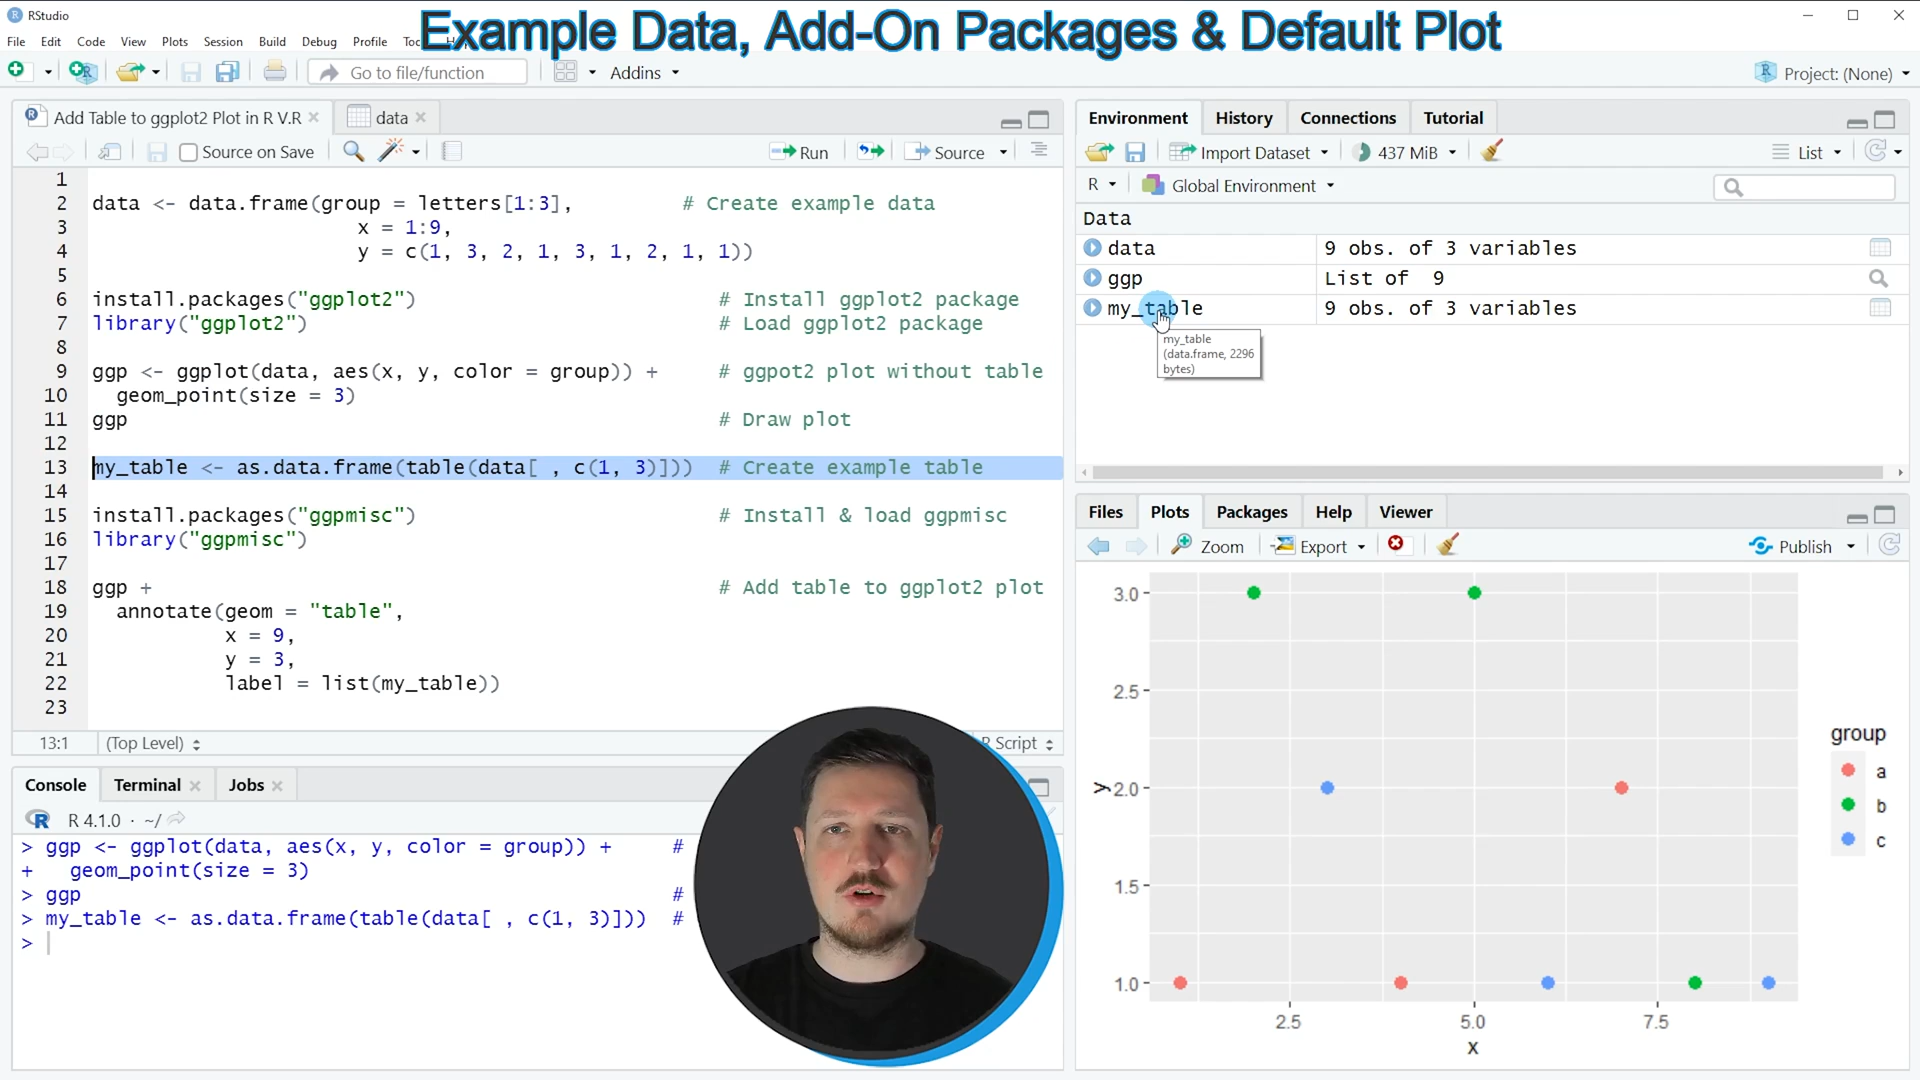 RStudio
Example Data, Add-On Packages & Default Plot
File Edit Code View Plots Session Build Debug Profile
Go to file/function Addins Project: (None)
Add Table to ggplot2 Plot in R V.R data
Source on Save Run Source
1
2 data <- data.frame(group = letters[1:3], # Create example data
3 x = 1:9,
4 y = c(1, 3, 2, 1, 3, 1, 2, 1, 1))
5
6 install.packages("ggplot2") # Install ggplot2 package
7 library("ggplot2") # Load ggplot2 package
8
9 ggp <- ggplot(data, aes(x, y, color = group)) + # ggpot2 plot without table
10 geom_point(size = 3)
11 ggp # Draw plot
12
13 my_table <- as.data.frame(table(data[ , c(1, 3)])) # Create example table
14
15 install.packages("ggpmisc") # Install & load ggpmisc
16 library("ggpmisc")
17
18 ggp + # Add table to ggplot2 plot
19 annotate(geom = "table",
20 x = 9,
21 y = 3,
22 label = list(my_table))
23
13:1 (Top Level) R Script
Console Terminal Jobs
R 4.1.0 · ~/
> ggp <- ggplot(data, aes(x, y, color = group)) + #
+ geom_point(size = 3)
> ggp #
> my_table <- as.data.frame(table(data[ , c(1, 3)])) #
>
Environment History Connections Tutorial
Import Dataset 437 MiB List
R Global Environment
Data
data 9 obs. of 3 variables
ggp List of 9
my_table 9 obs. of 3 variables
my_table
(data.frame, 2296
bytes)
Files Plots Packages Help Viewer
Zoom Export Publish
3.0
2.5
2.0
1.5
1.0
y
2.5 5.0 7.5
x
group
a
b
c